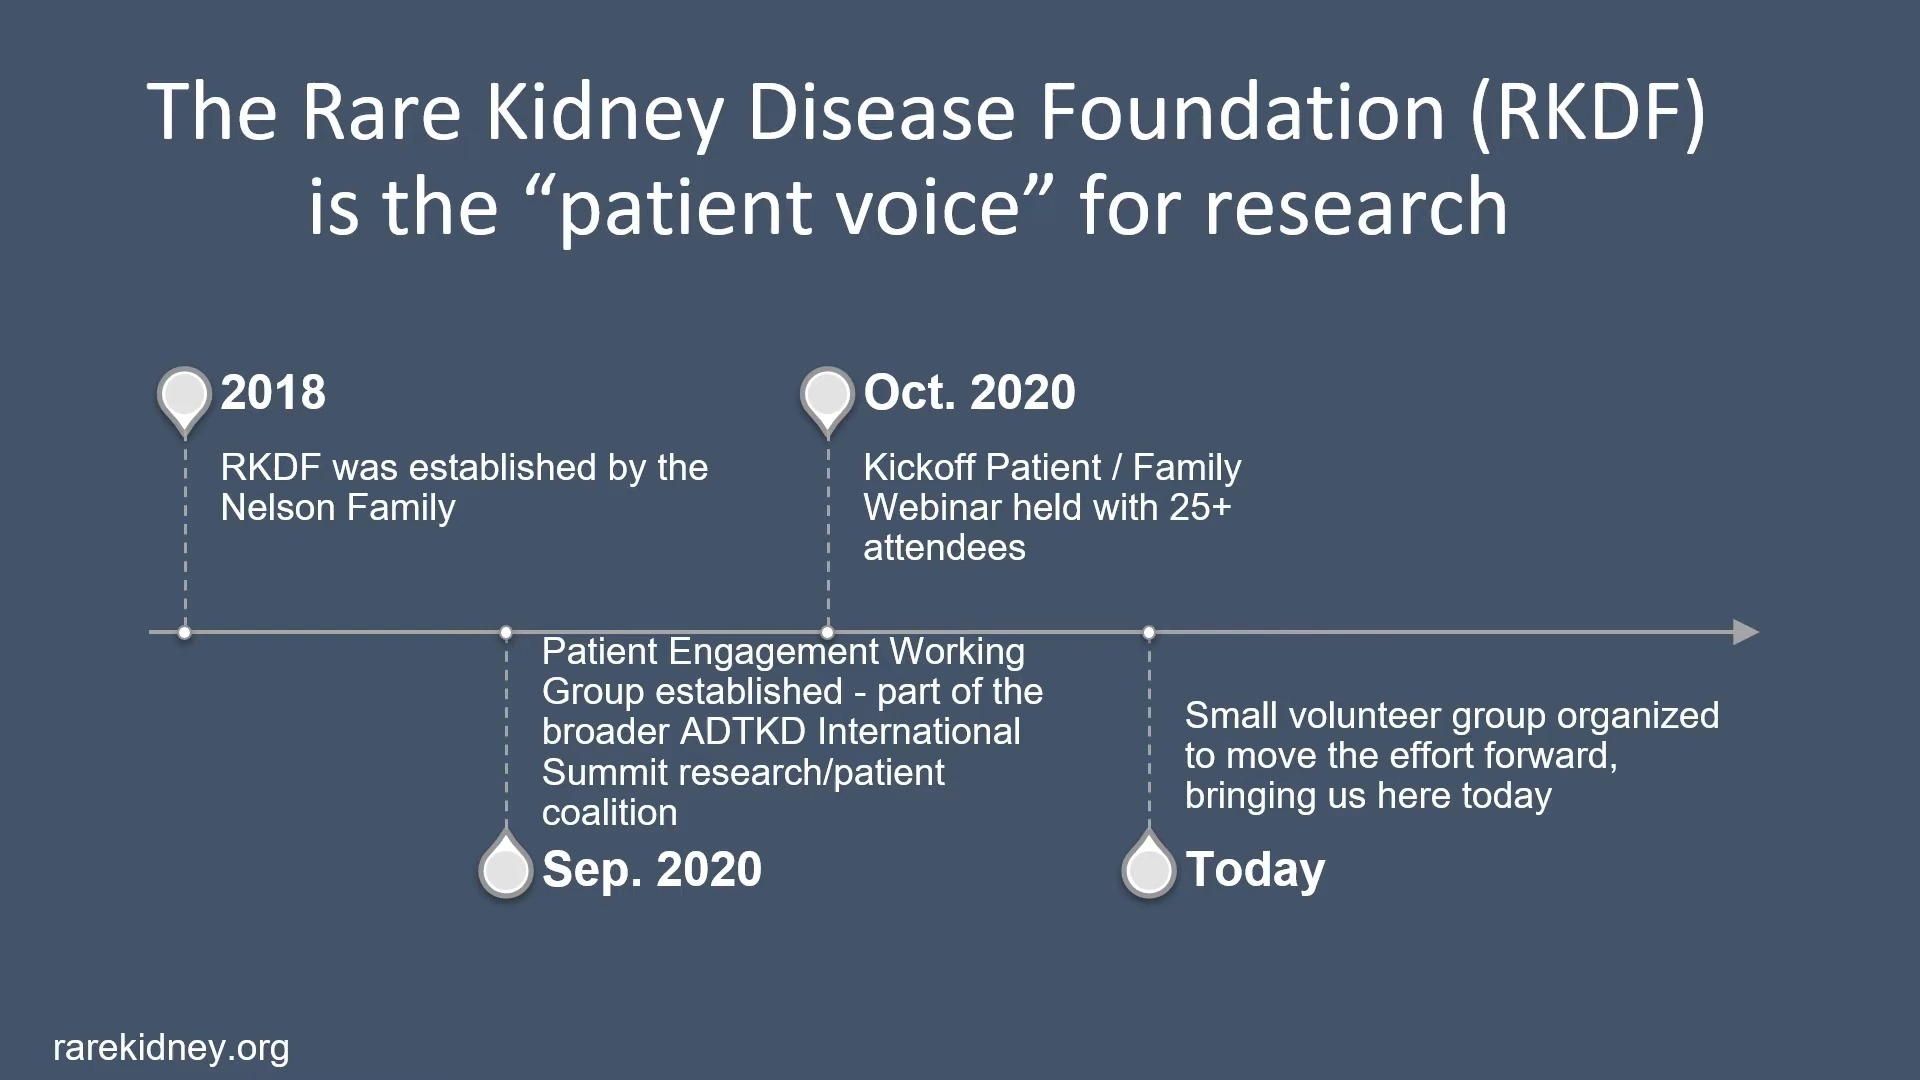 The Rare Kidney Disease Foundation (RKDF)
is the “patient voice” for research
2018
RKDF was established by the
Nelson Family
Oct. 2020
Kickoff Patient / Family
Webinar held with 25+
attendees
Patient Engagement Working
Group established - part of the
broader ADTKD International
Summit research/patient
coalition
Sep. 2020
Small volunteer group organized
to move the effort forward,
bringing us here today
Today
rarekidney.org